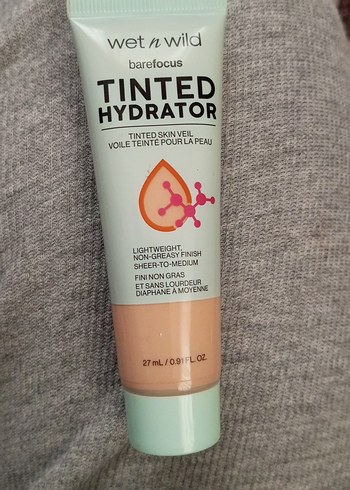 wet n wild
barefocus
TINTED
HYDRATOR
TINTED SKIN VEIL
VOILE TEINTÉ POUR LA PEAU
LIGHTWEIGHT,
NON-GREASY FINISH
SHEER-TO-MEDIUM
FINI NON GRAS
ET SANS LOURDEUR
DIAPHANE À MOYENNE
27 mL / 0.91 FL. OZ.